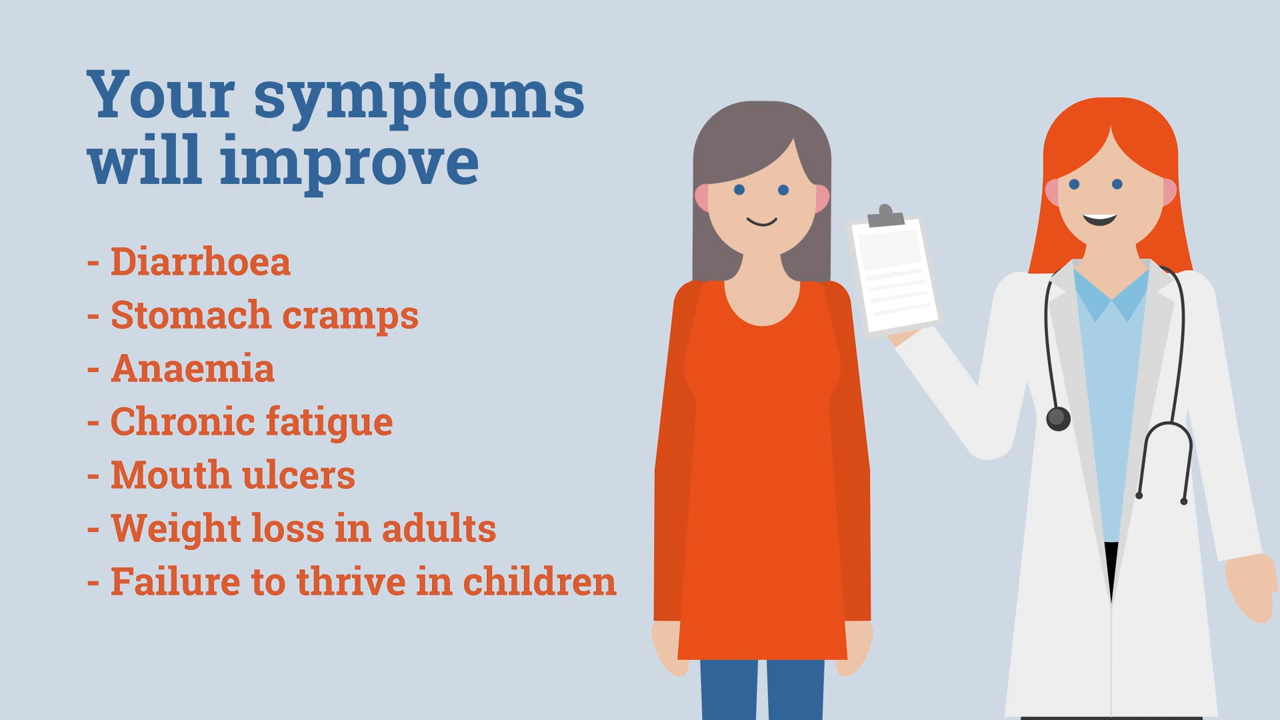 Your symptoms
will improve
- Diarrhoea
- Stomach cramps
- Anaemia
- Chronic fatigue
- Mouth ulcers
- Weight loss in adults
- Failure to thrive in children